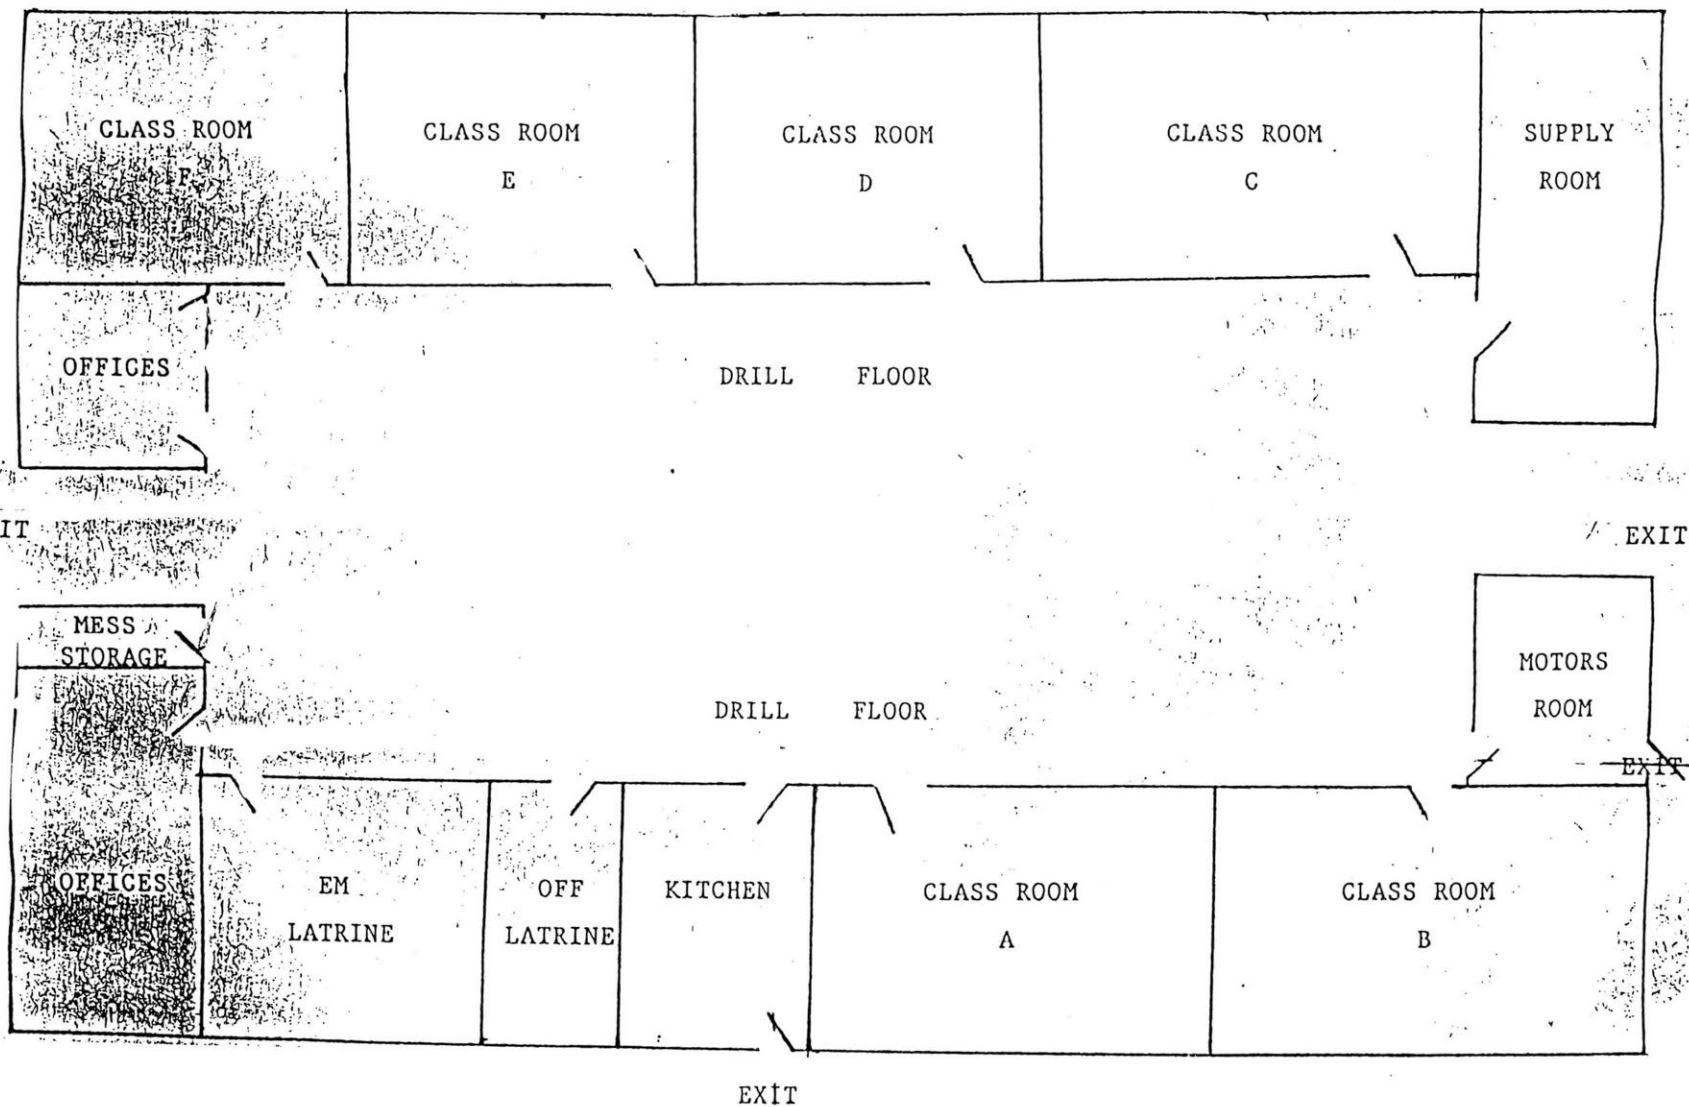 CLASS ROOM
F
CLASS ROOM
E
CLASS ROOM
D
CLASS ROOM
C
SUPPLY
ROOM
OFFICES
DRILL FLOOR
IT
EXIT
MESS
STORAGE
MOTORS
ROOM
DRILL FLOOR
EXIT
OFFICES
EM
LATRINE
OFF
LATRINE
KITCHEN
CLASS ROOM
A
CLASS ROOM
B
EXIT